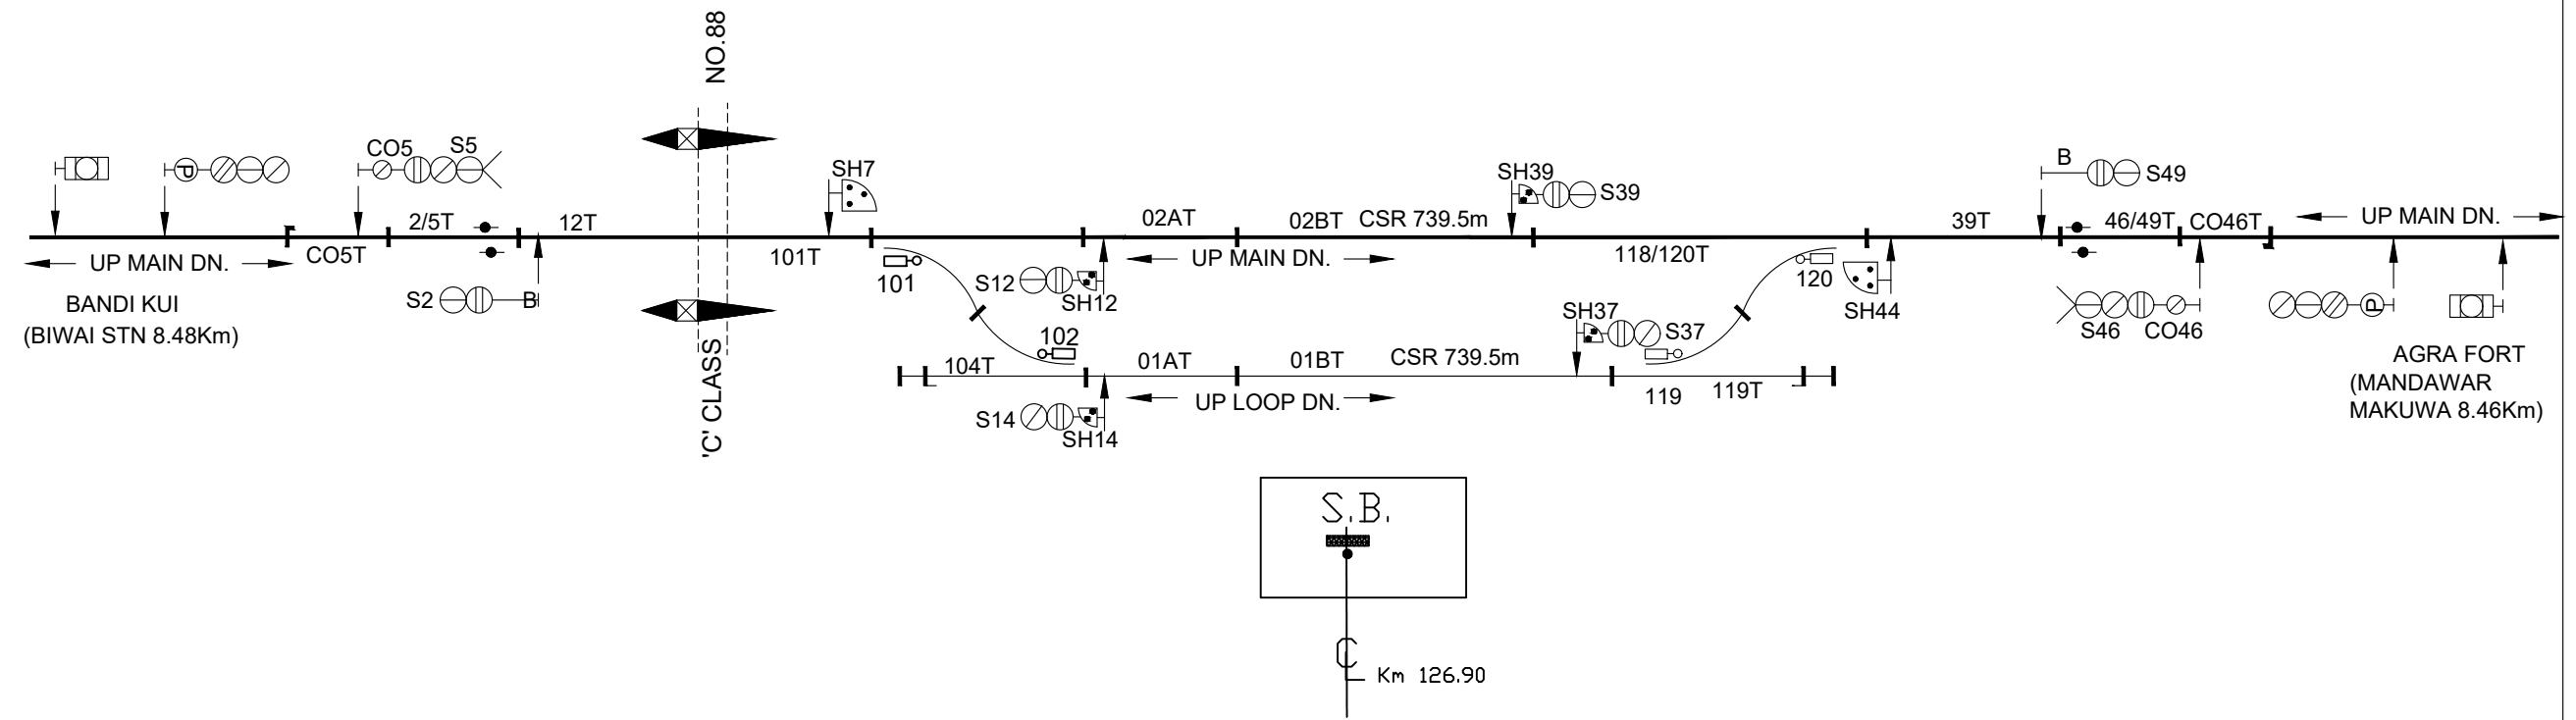 NO.88
'C' CLASS
P
CO5
S5
SH7
SH39
S39
B
S49
2/5T
12T
02AT
02BT
CSR 739.5m
39T
46/49T
CO46T
UP MAIN DN.
UP MAIN DN.
CO5T
101T
UP MAIN DN.
118/120T
BANDI KUI
(BIWAI STN 8.48Km)
S2
B
101
S12
SH12
120
SH44
S46
CO46
P
SH37
S37
102
104T
01AT
01BT
CSR 739.5m
119
119T
AGRA FORT
(MANDAWAR
MAKUWA 8.46Km)
UP LOOP DN.
S14
SH14
S.B.
CL
Km 126.90